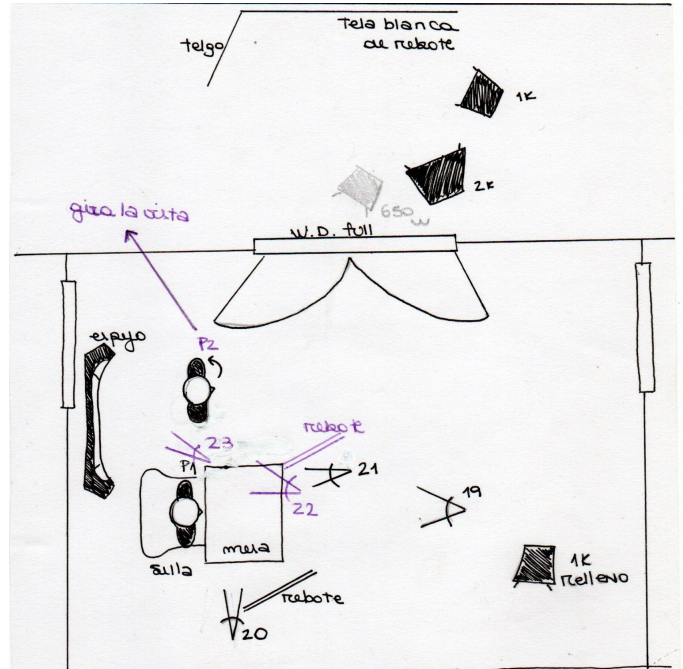 tela blanca
de rebote
telgo
1K
2K
650 w
gira la vista
W.D. full
espejo
P2
rebote
23
P1
21
22
19
mesa
silla
1K
relleno
rebote
20